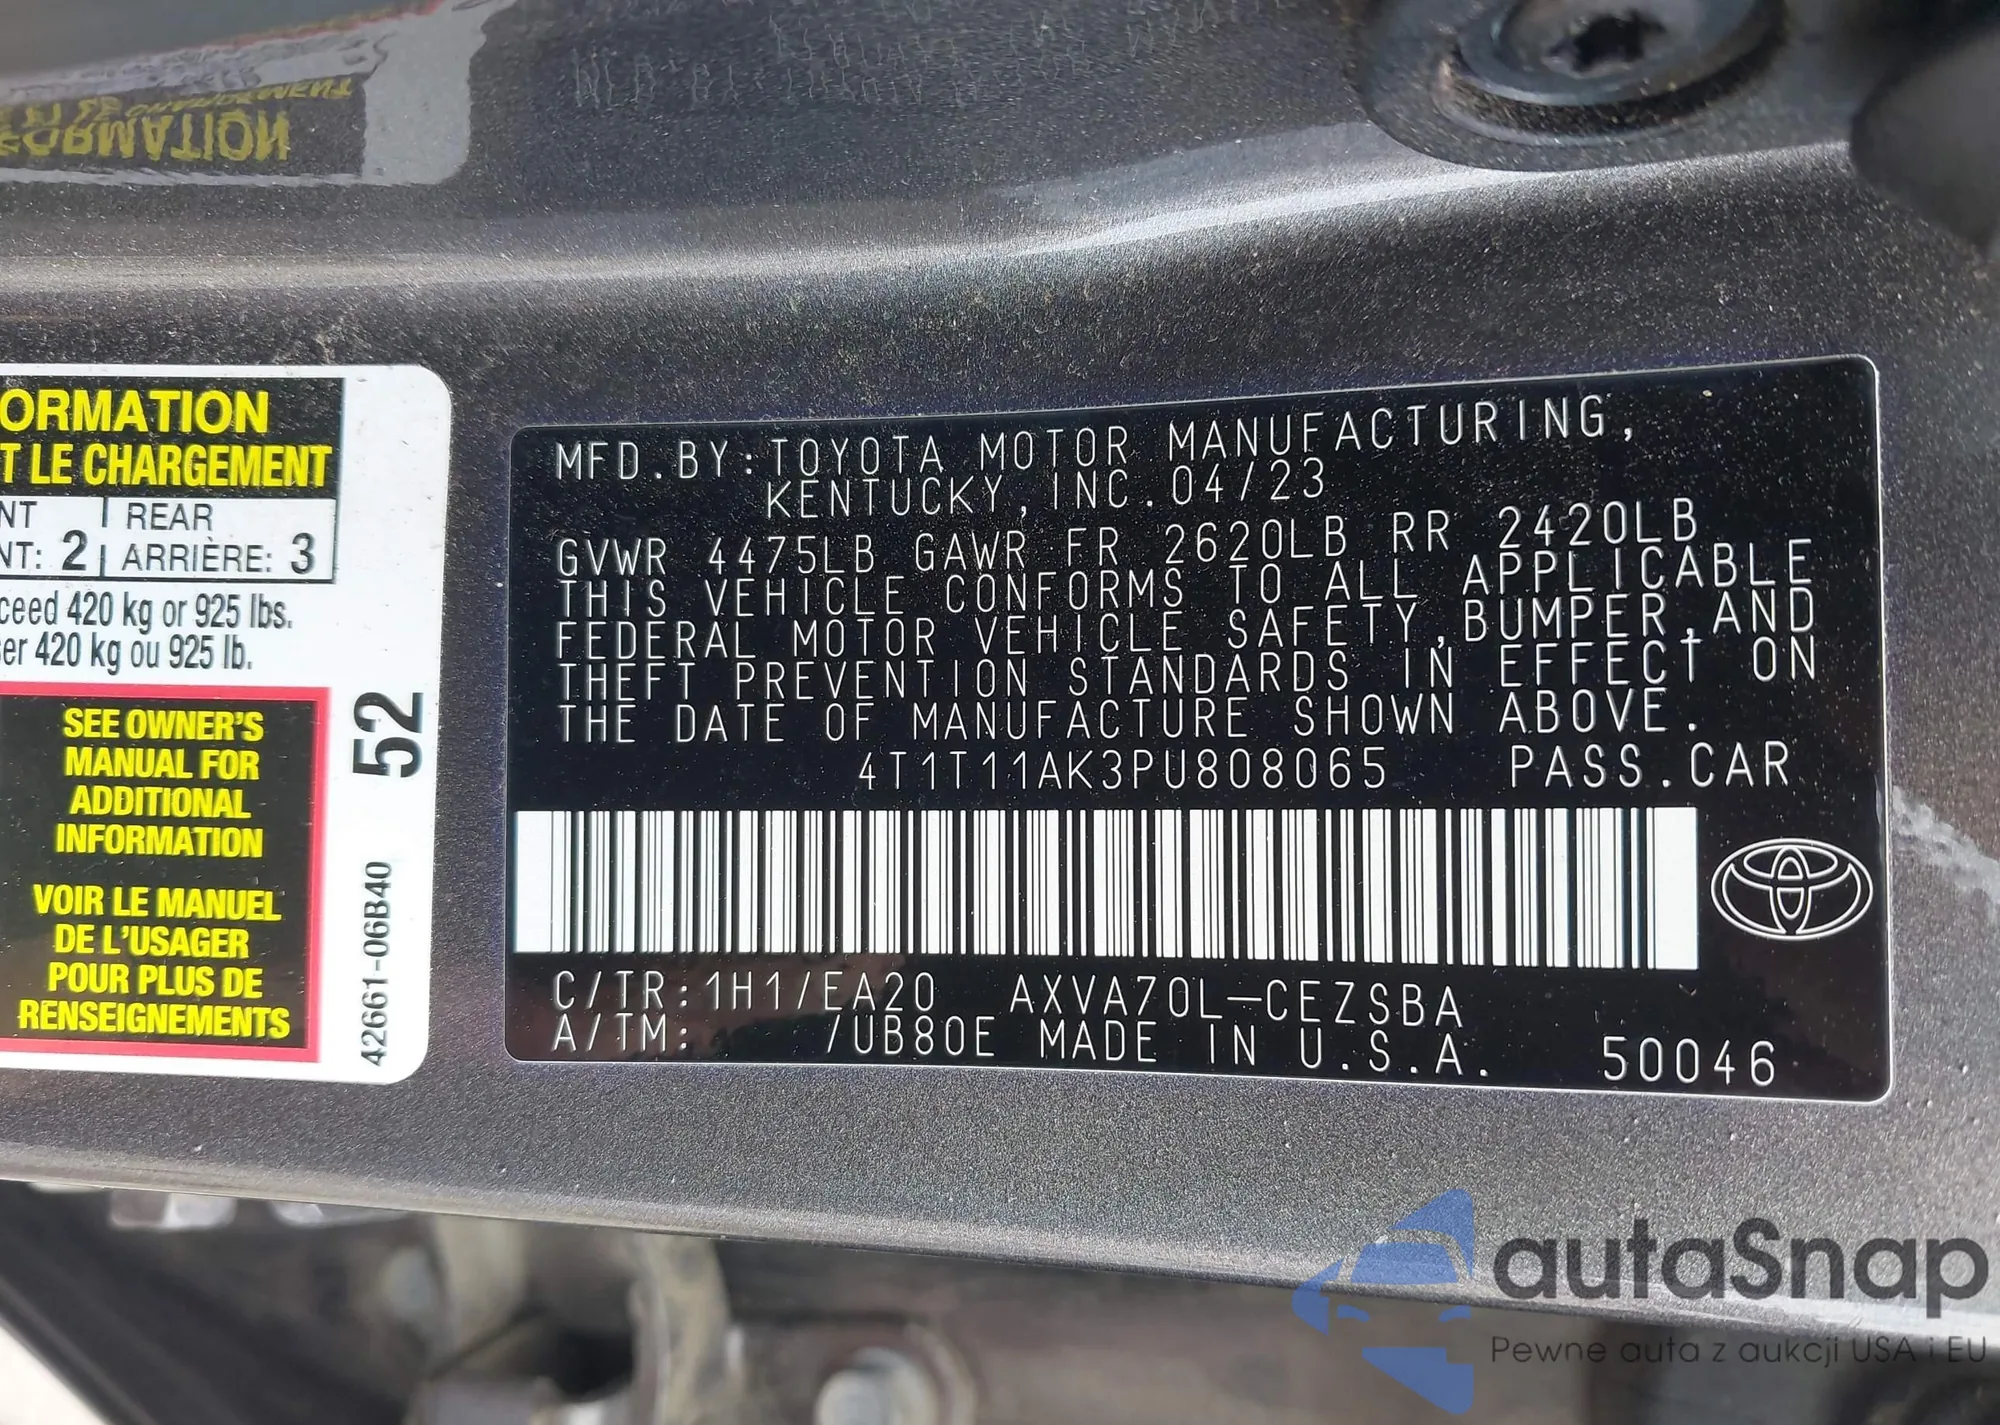 ORMATION
T LE CHARGEMENT
NT | REAR
NT: 2 | ARRIÈRE: 3
ceed 420 kg or 925 lbs.
er 420 kg ou 925 lb.
SEE OWNER'S
MANUAL FOR
ADDITIONAL
INFORMATION
VOIR LE MANUEL
DE L'USAGER
POUR PLUS DE
RENSEIGNEMENTS
52
42661-06B40
MFD.BY:TOYOTA MOTOR MANUFACTURING,
KENTUCKY, INC.04/23
GVWR 4475LB GAWR FR 2620LB RR 2420LB
THIS VEHICLE CONFORMS TO ALL APPLICABLE
FEDERAL MOTOR VEHICLE SAFETY,BUMPER,AND
THEFT PREVENTION STANDARDS IN EFFECT ON
THE DATE OF MANUFACTURE SHOWN ABOVE.
4T1T11AK3PU808065 PASS.CAR
C/TR:1H1/EA20 AXVA70L-CEZSBA
A/TM: /UB80E MADE IN U.S.A. 50046
autaSnap
Pewne auta z aukcji USA i EU